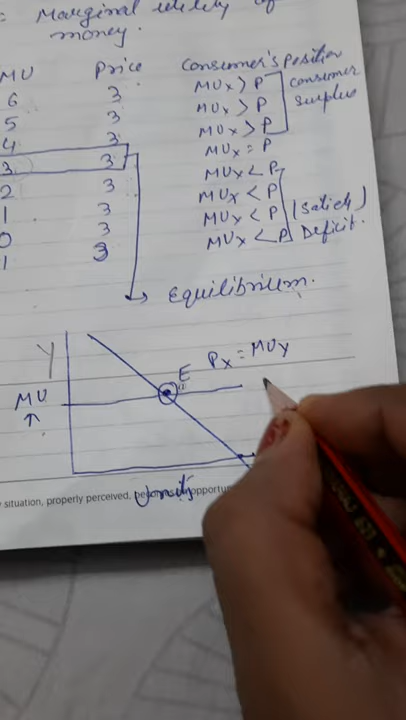 = Marginal utility of
money.
MU Price Consumer's Position
6 3 MUx > P consumer
5 3 MUx > P surplus
4 3 MUx > P
3 3 MUx = P
2 3 MUx < P
1 3 MUx < P
0 3 MUx < P Deficit.
1 3 MUx < P
Equilibrium.
Y
E Px = MUy
MU
situation, properly perceived,